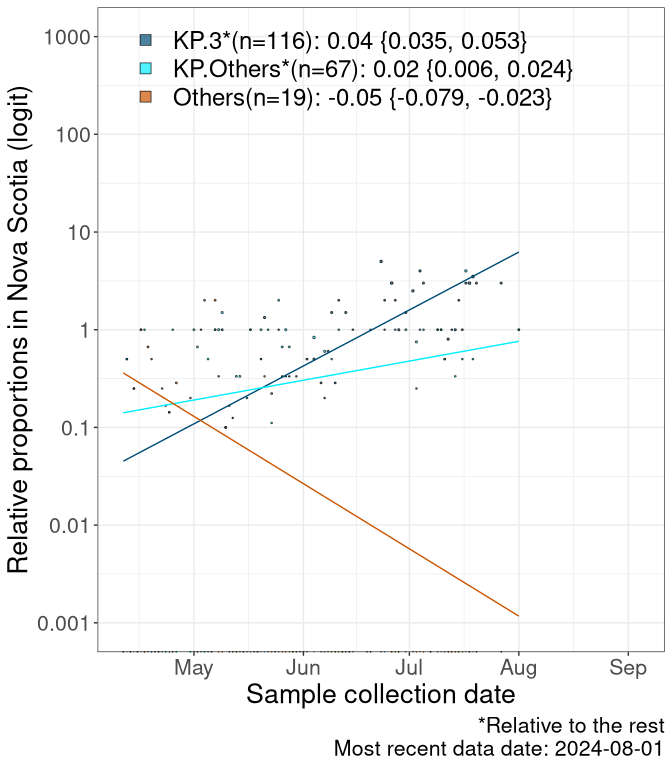 KP.3*(n=116): 0.04 {0.035, 0.053}
KP.Others*(n=67): 0.02 {0.006, 0.024}
Others(n=19): -0.05 {-0.079, -0.023}
Relative proportions in Nova Scotia (logit)
1000
100
10
1
0.1
0.01
0.001
May Jun Jul Aug Sep
Sample collection date
*Relative to the rest
Most recent data date: 2024-08-01